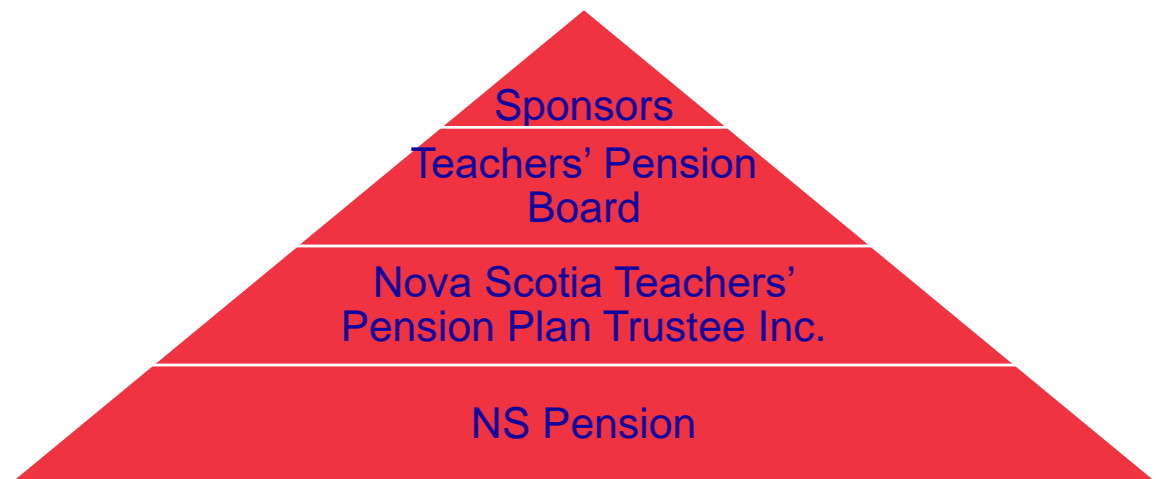 Sponsors
Teachers’ Pension
Board
Nova Scotia Teachers’
Pension Plan Trustee Inc.
NS Pension